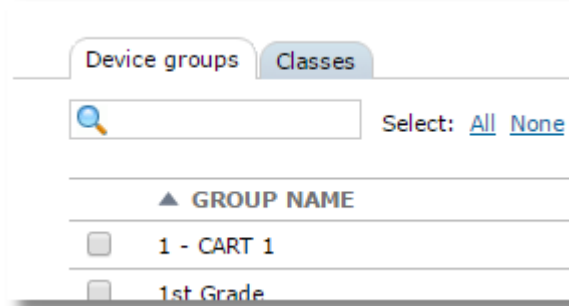 Device groups Classes
Select: All None
GROUP NAME
1 - CART 1
1st Grade